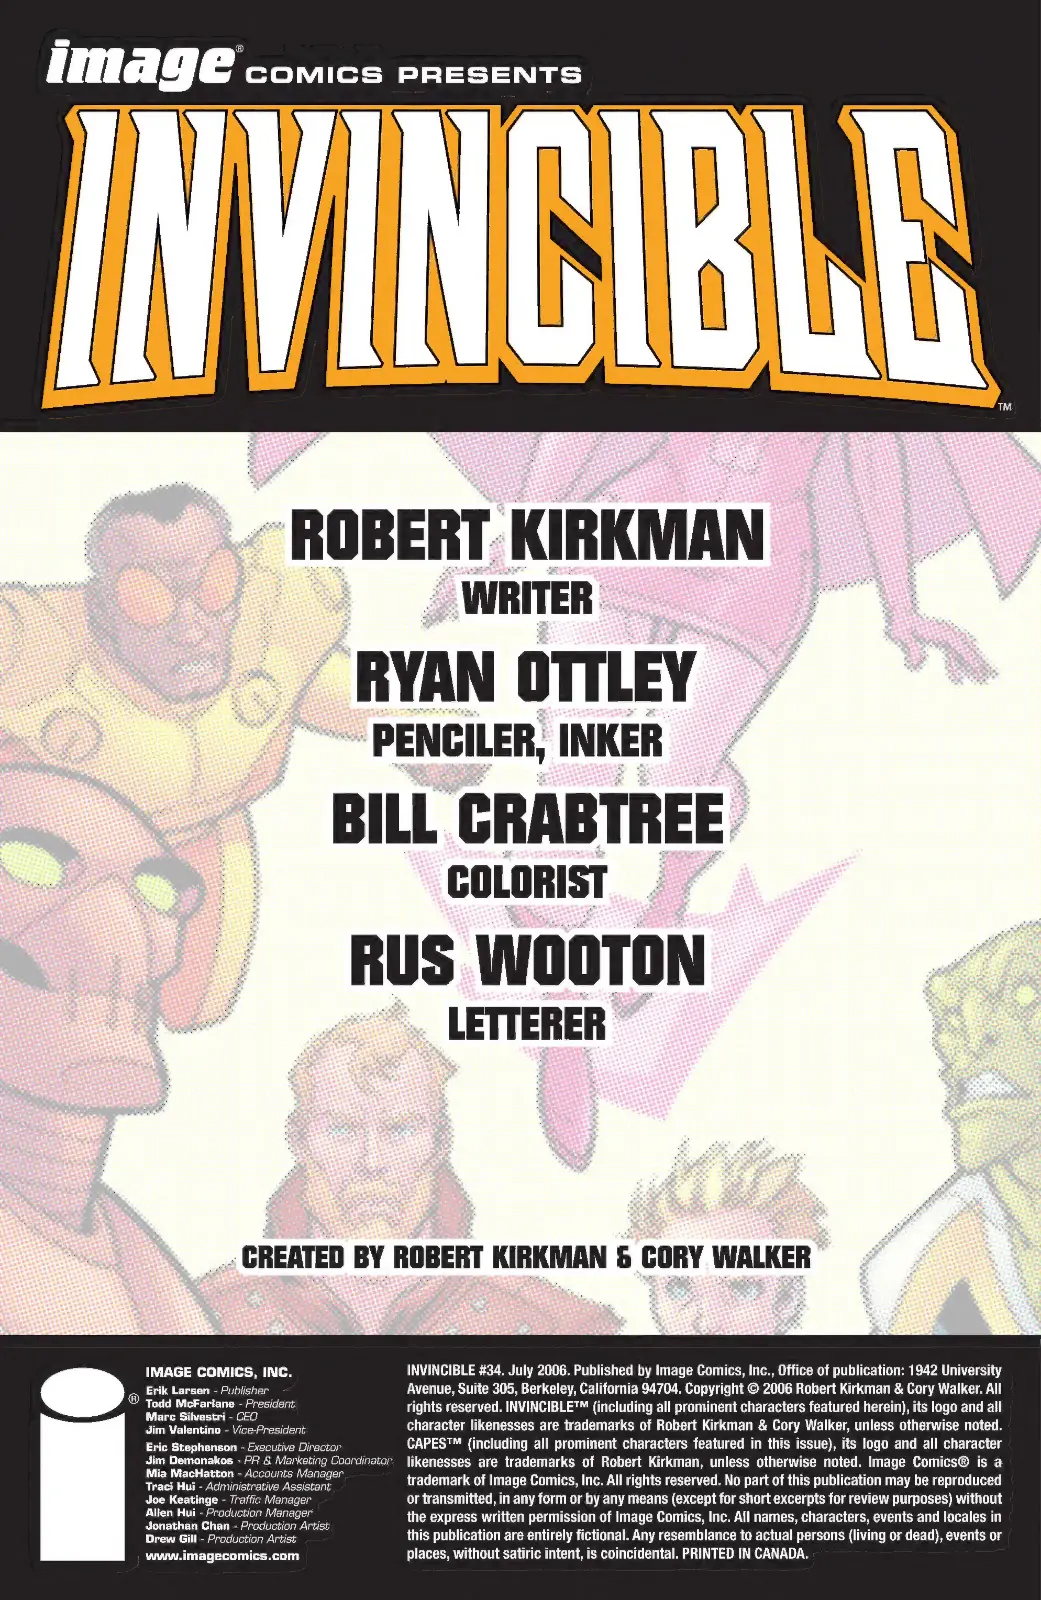 image® COMICS PRESENTS
INVINCIBLE™
ROBERT KIRKMAN
WRITER
RYAN OTTLEY
PENCILER, INKER
BILL CRABTREE
COLORIST
RUS WOOTON
LETTERER
CREATED BY ROBERT KIRKMAN & CORY WALKER
®
IMAGE COMICS, INC.
Erik Larsen - Publisher
Todd McFarlane - President
Marc Silvestri - CEO
Jim Valentino - Vice-President
Eric Stephenson - Executive Director
Jim Demonakos - PR & Marketing Coordinator
Mia MacHatton - Accounts Manager
Traci Hui - Administrative Assistant
Joe Keatinge - Traffic Manager
Allen Hui - Production Manager
Jonathan Chan - Production Artist
Drew Gill - Production Artist
www.imagecomics.com
INVINCIBLE #34. July 2006. Published by Image Comics, Inc., Office of publication: 1942 University
Avenue, Suite 305, Berkeley, California 94704. Copyright © 2006 Robert Kirkman & Cory Walker. All
rights reserved. INVINCIBLE™ (including all prominent characters featured herein), its logo and all
character likenesses are trademarks of Robert Kirkman & Cory Walker, unless otherwise noted.
CAPES™ (including all prominent characters featured in this issue), its logo and all character
likenesses are trademarks of Robert Kirkman, unless otherwise noted. Image Comics® is a
trademark of Image Comics, Inc. All rights reserved. No part of this publication may be reproduced
or transmitted, in any form or by any means (except for short excerpts for review purposes) without
the express written permission of Image Comics, Inc. All names, characters, events and locales in
this publication are entirely fictional. Any resemblance to actual persons (living or dead), events or
places, without satiric intent, is coincidental. PRINTED IN CANADA.